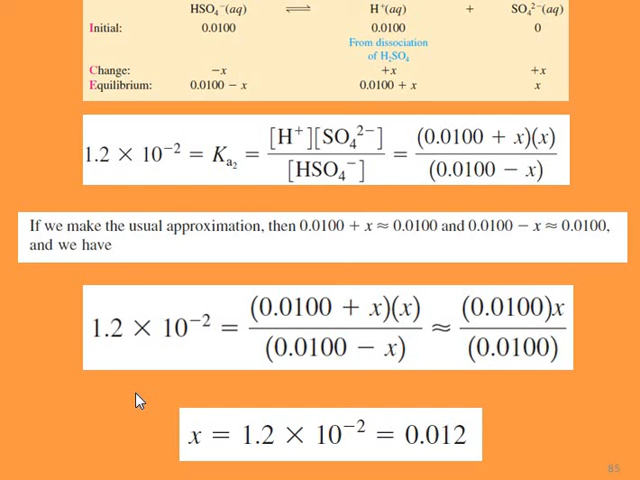 HSO₄⁻(aq) ⇌ H⁺(aq) + SO₄²⁻(aq)
Initial: 0.0100 0.0100 0
From dissociation
of H₂SO₄
Change: −x +x +x
Equilibrium: 0.0100 − x 0.0100 + x x
1.2 × 10⁻² = Kₐ₂ = [H⁺][SO₄²⁻] / [HSO₄⁻] = (0.0100 + x)(x) / (0.0100 − x)
If we make the usual approximation, then 0.0100 + x ≈ 0.0100 and 0.0100 − x ≈ 0.0100,
and we have
1.2 × 10⁻² = (0.0100 + x)(x) / (0.0100 − x) ≈ (0.0100)x / (0.0100)
x = 1.2 × 10⁻² = 0.012
85